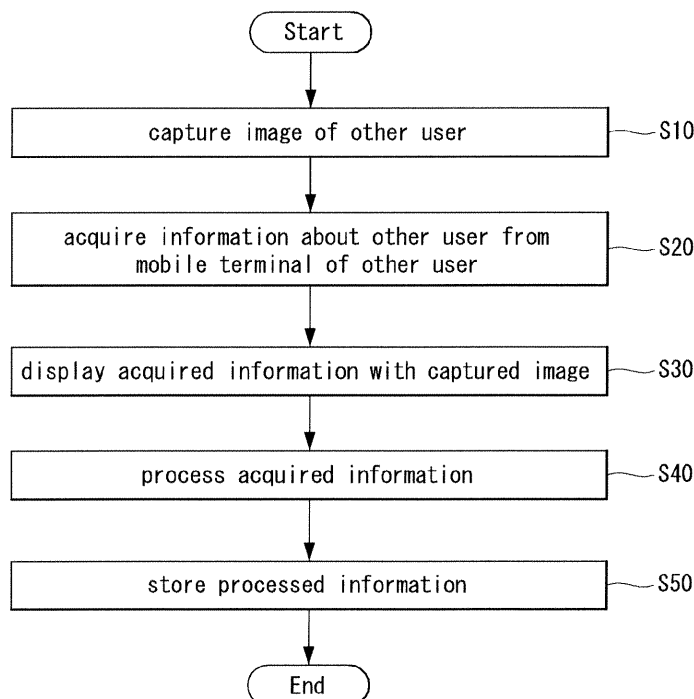 Start
capture image of other user
S10
acquire information about other user from
mobile terminal of other user
S20
display acquired information with captured image
S30
process acquired information
S40
store processed information
S50
End